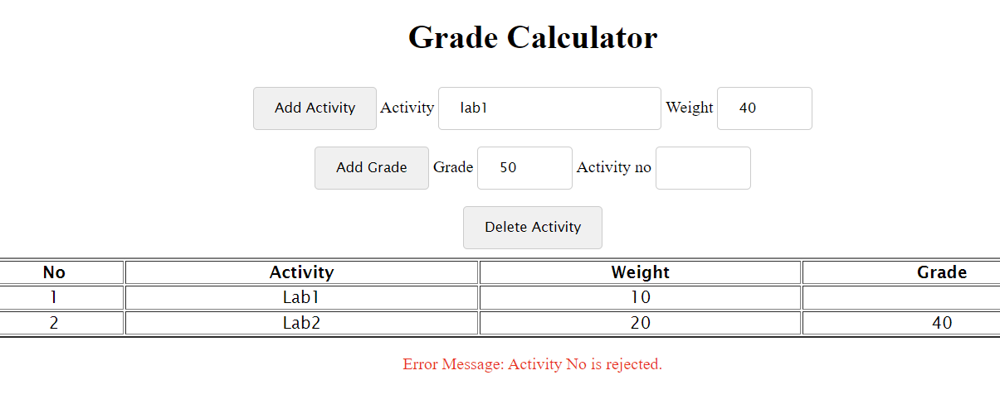 Grade Calculator
Add Activity Activity lab1 Weight 40
Add Grade Grade 50 Activity no
Delete Activity
No Activity Weight Grade
1 Lab1 10
2 Lab2 20 40
Error Message: Activity No is rejected.